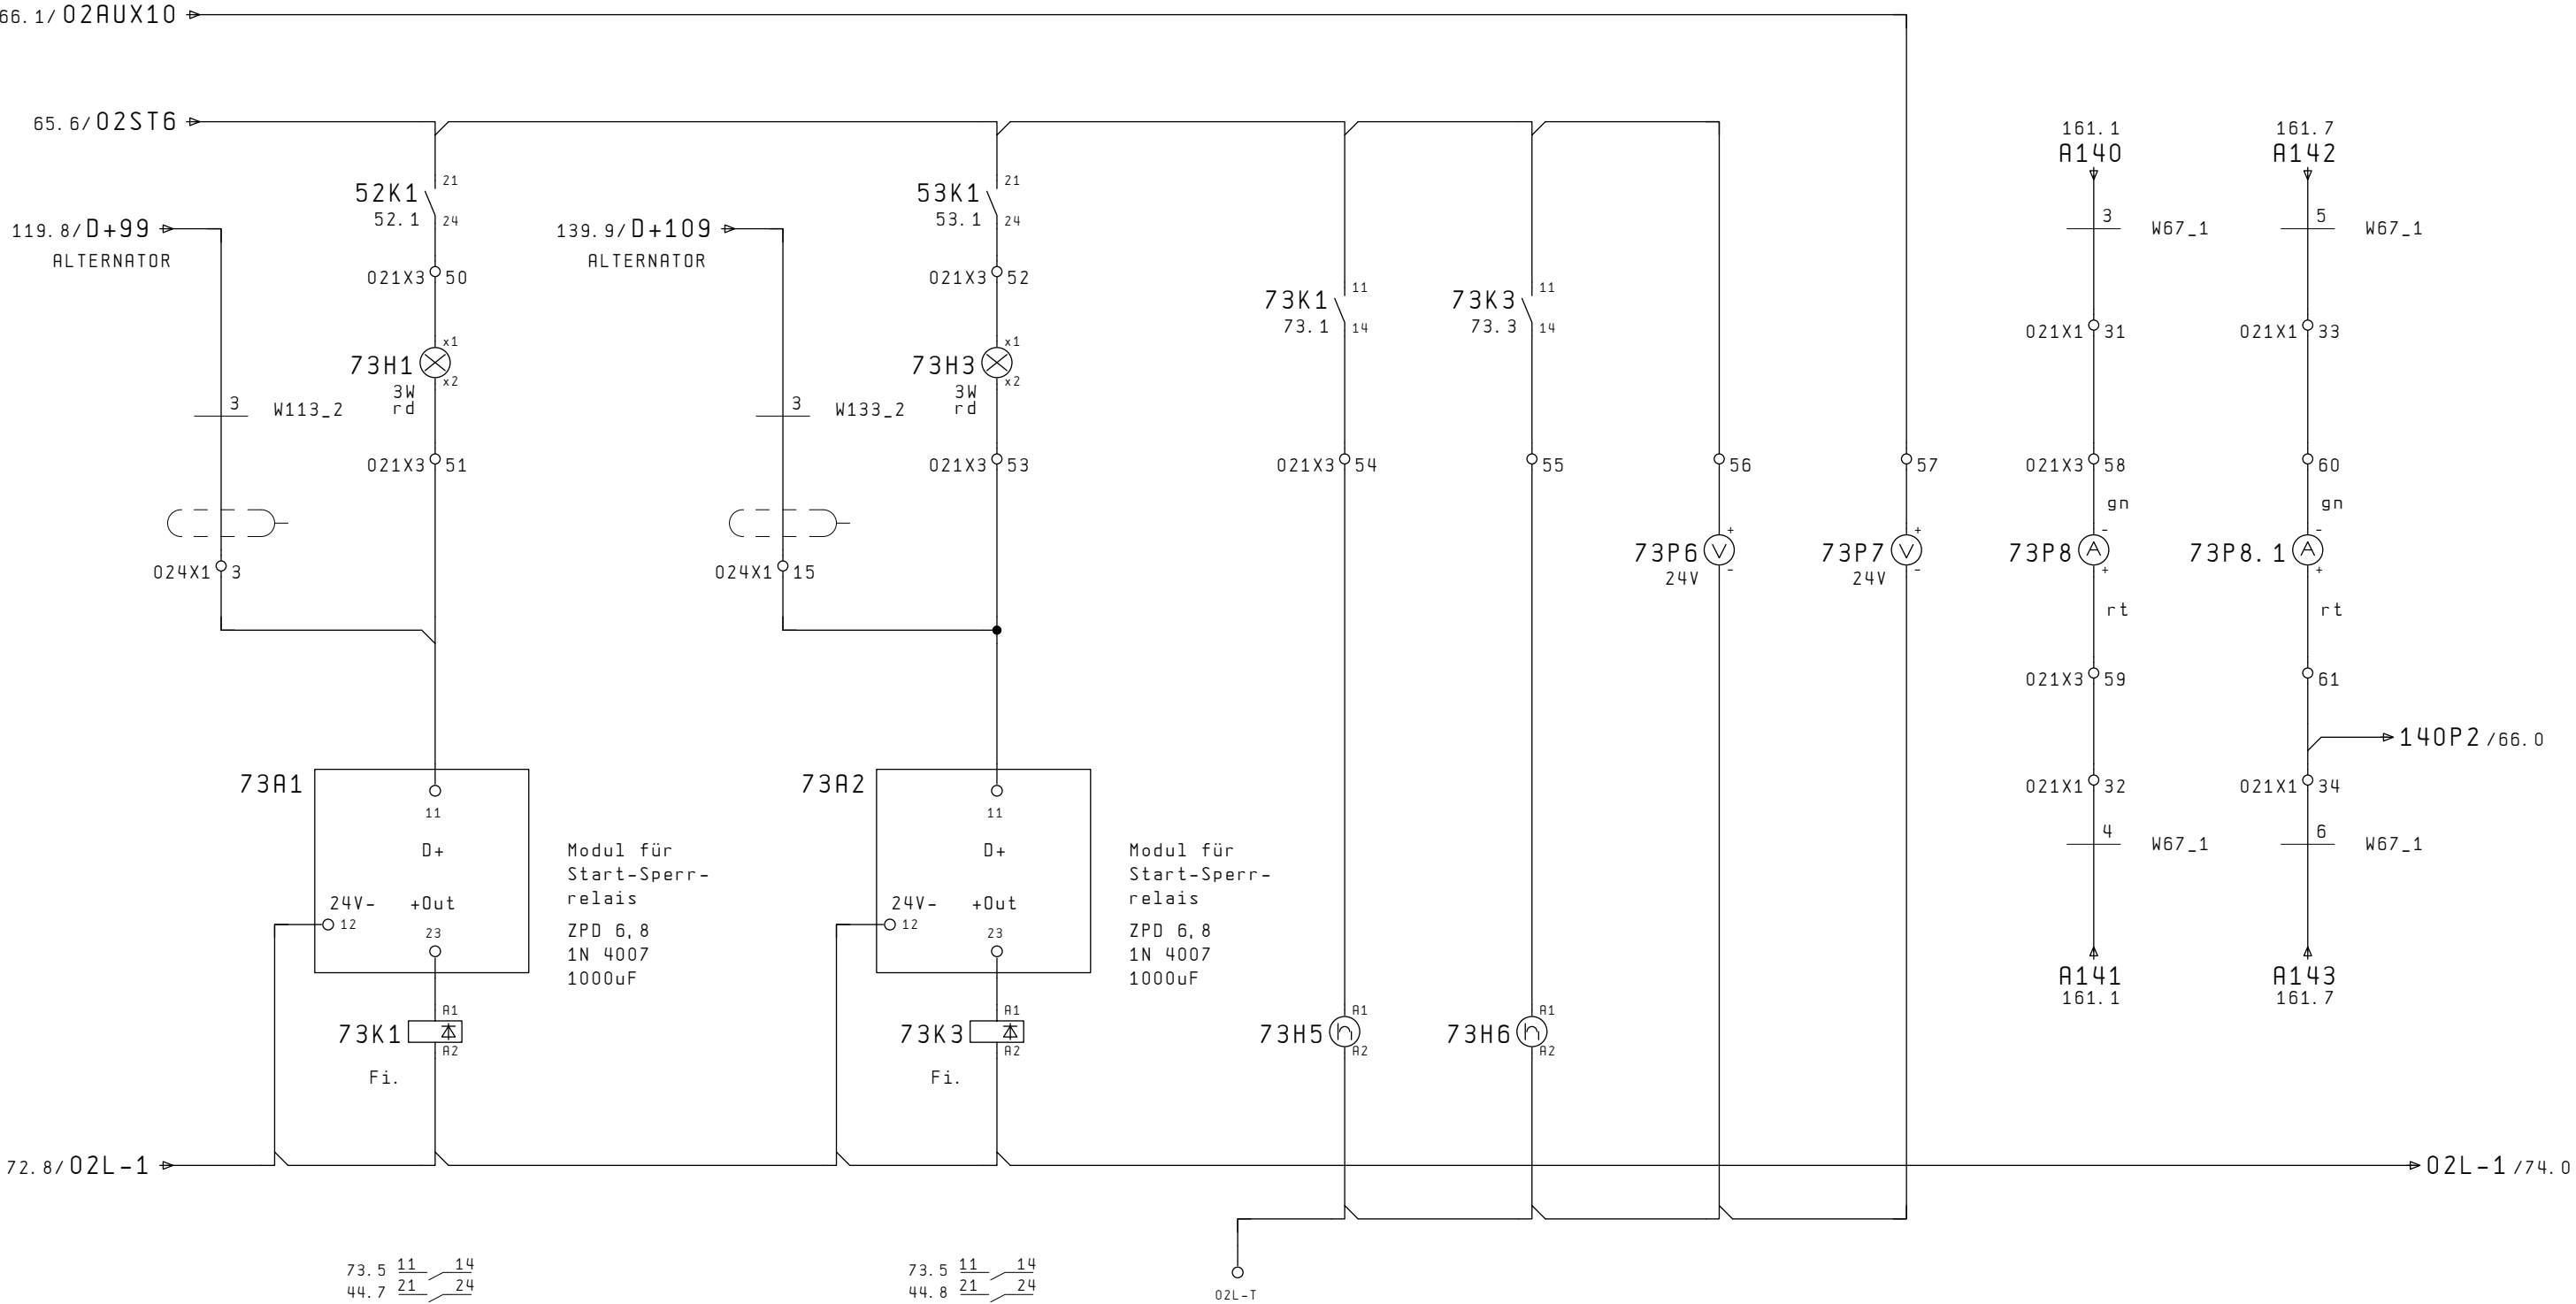 66.1/02AUX10
65.6/02ST6
161.1
A140
161.7
A142
52K1
52.1
21
24
53K1
53.1
21
24
3
W67_1
5
W67_1
119.8/D+99
ALTERNATOR
139.9/D+109
ALTERNATOR
021X3 50
021X3 52
73K1
73.1
11
14
73K3
73.3
11
14
021X1 31
021X1 33
73H1
x1
x2
3W
rd
73H3
x1
x2
3W
rd
3
W113_2
3
W133_2
021X3 51
021X3 53
021X3 54
55
56
57
021X3 58
60
gn
gn
73P6
V
+
-
24V
73P7
V
+
-
24V
73P8
A
-
+
73P8.1
A
-
+
024X1 3
024X1 15
rt
rt
021X3 59
61
140P2/66.0
73A1
11
D+
24V-
+Out
12
23
Modul für
Start-Sperr-
relais
ZPD 6,8
1N 4007
1000uF
73A2
11
D+
24V-
+Out
12
23
Modul für
Start-Sperr-
relais
ZPD 6,8
1N 4007
1000uF
021X1 32
021X1 34
4
W67_1
6
W67_1
A141
161.1
A143
161.7
73K1
A1
A2
Fi.
73K3
A1
A2
Fi.
73H5
h
A1
A2
73H6
h
A1
A2
72.8/02L-1
02L-1/74.0
73.5 11 14
44.7 21 24
73.5 11 14
44.8 21 24
02L-T